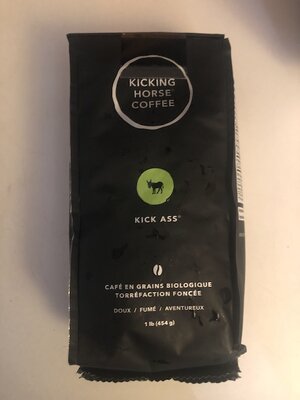 KICKING
HORSE
COFFEE
KICK ASS®
CAFÉ EN GRAINS BIOLOGIQUE
TORRÉFACTION FONCÉE
DOUX / FUMÉ / AVENTUREUX
1 lb (454 g)